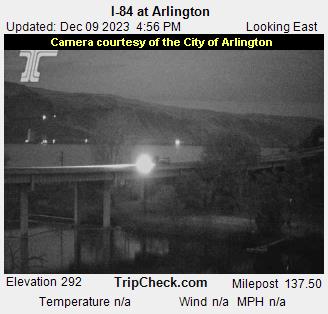 I-84 at Arlington
Updated: Dec 09 2023 4:56 PM Looking East
Camera courtesy of the City of Arlington
Elevation 292 TripCheck.com Milepost 137.50
Temperature n/a Wind n/a MPH n/a